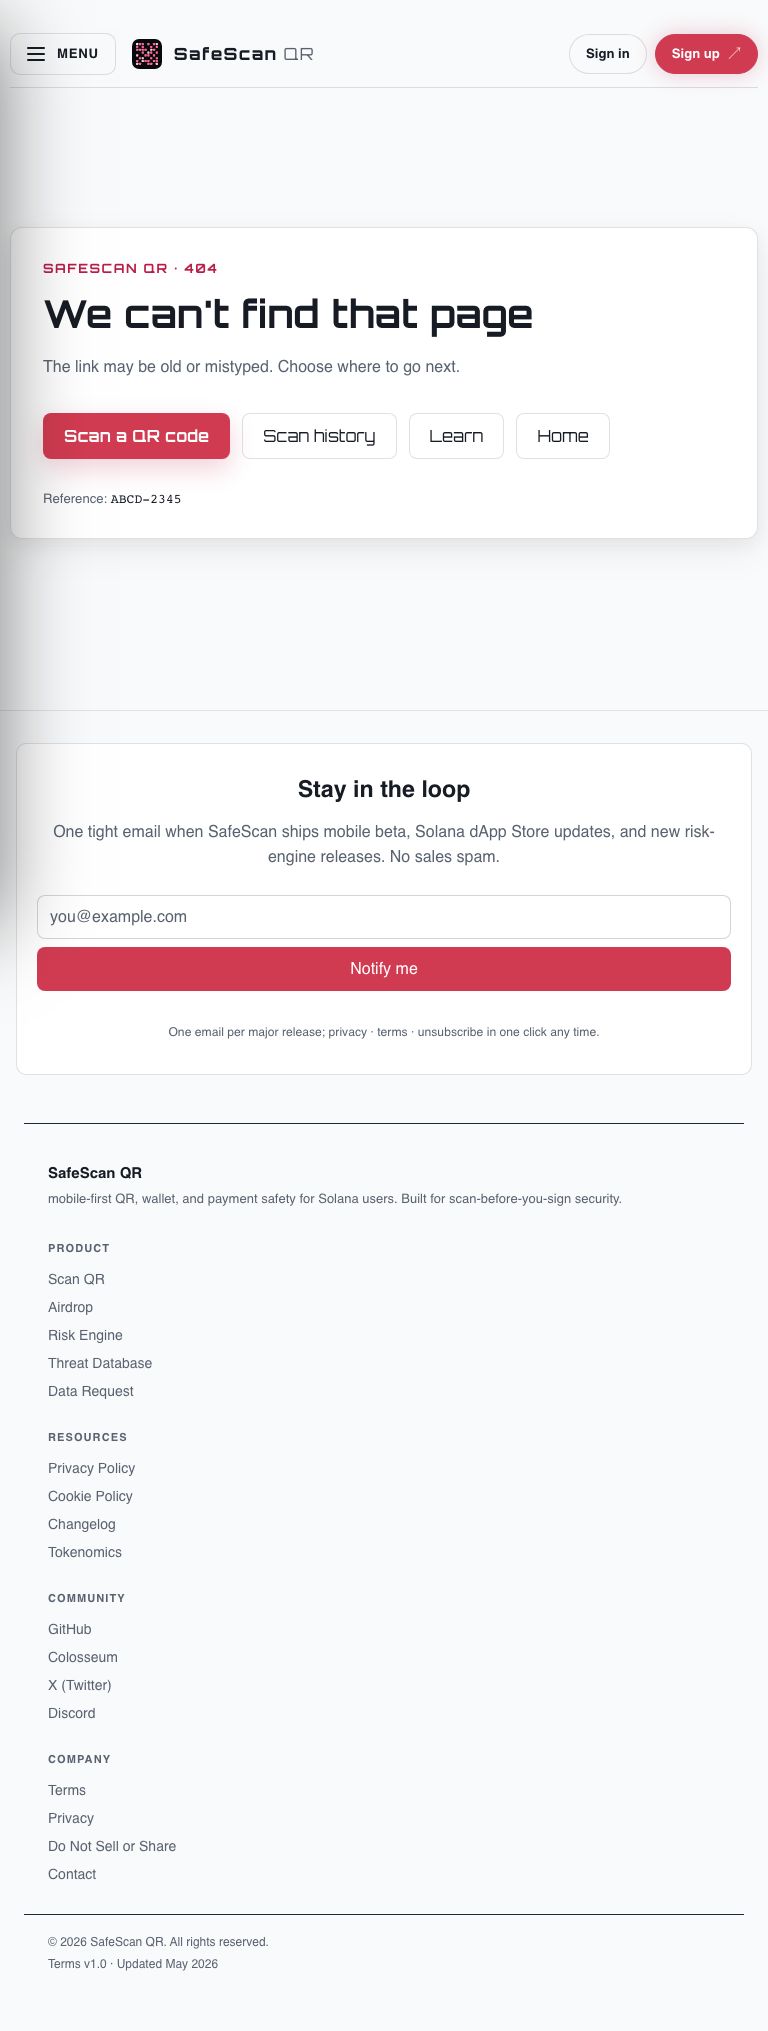 MENU
SafeScan QR
Sign in
Sign up ↗
SAFESCAN QR · 404
We can't find that page
The link may be old or mistyped. Choose where to go next.
Scan a QR code
Scan history
Learn
Home
Reference: ABCD-2345
Stay in the loop
One tight email when SafeScan ships mobile beta, Solana dApp Store updates, and new risk-
engine releases. No sales spam.
you@example.com
Notify me
One email per major release; privacy · terms · unsubscribe in one click any time.
SafeScan QR
mobile-first QR, wallet, and payment safety for Solana users. Built for scan-before-you-sign security.
PRODUCT
Scan QR
Airdrop
Risk Engine
Threat Database
Data Request
RESOURCES
Privacy Policy
Cookie Policy
Changelog
Tokenomics
COMMUNITY
GitHub
Colosseum
X (Twitter)
Discord
COMPANY
Terms
Privacy
Do Not Sell or Share
Contact
© 2026 SafeScan QR. All rights reserved.
Terms v1.0 · Updated May 2026